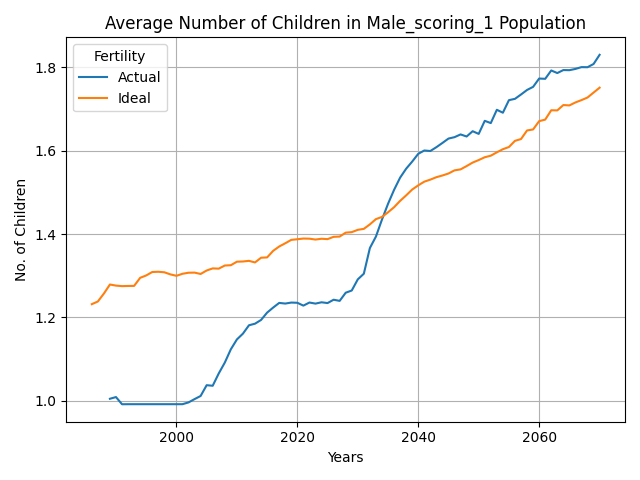 Average Number of Children in Male_scoring_1 Population
Fertility
Actual
Ideal
No. of Children
1.8
1.6
1.4
1.2
1.0
2000
2020
2040
2060
Years